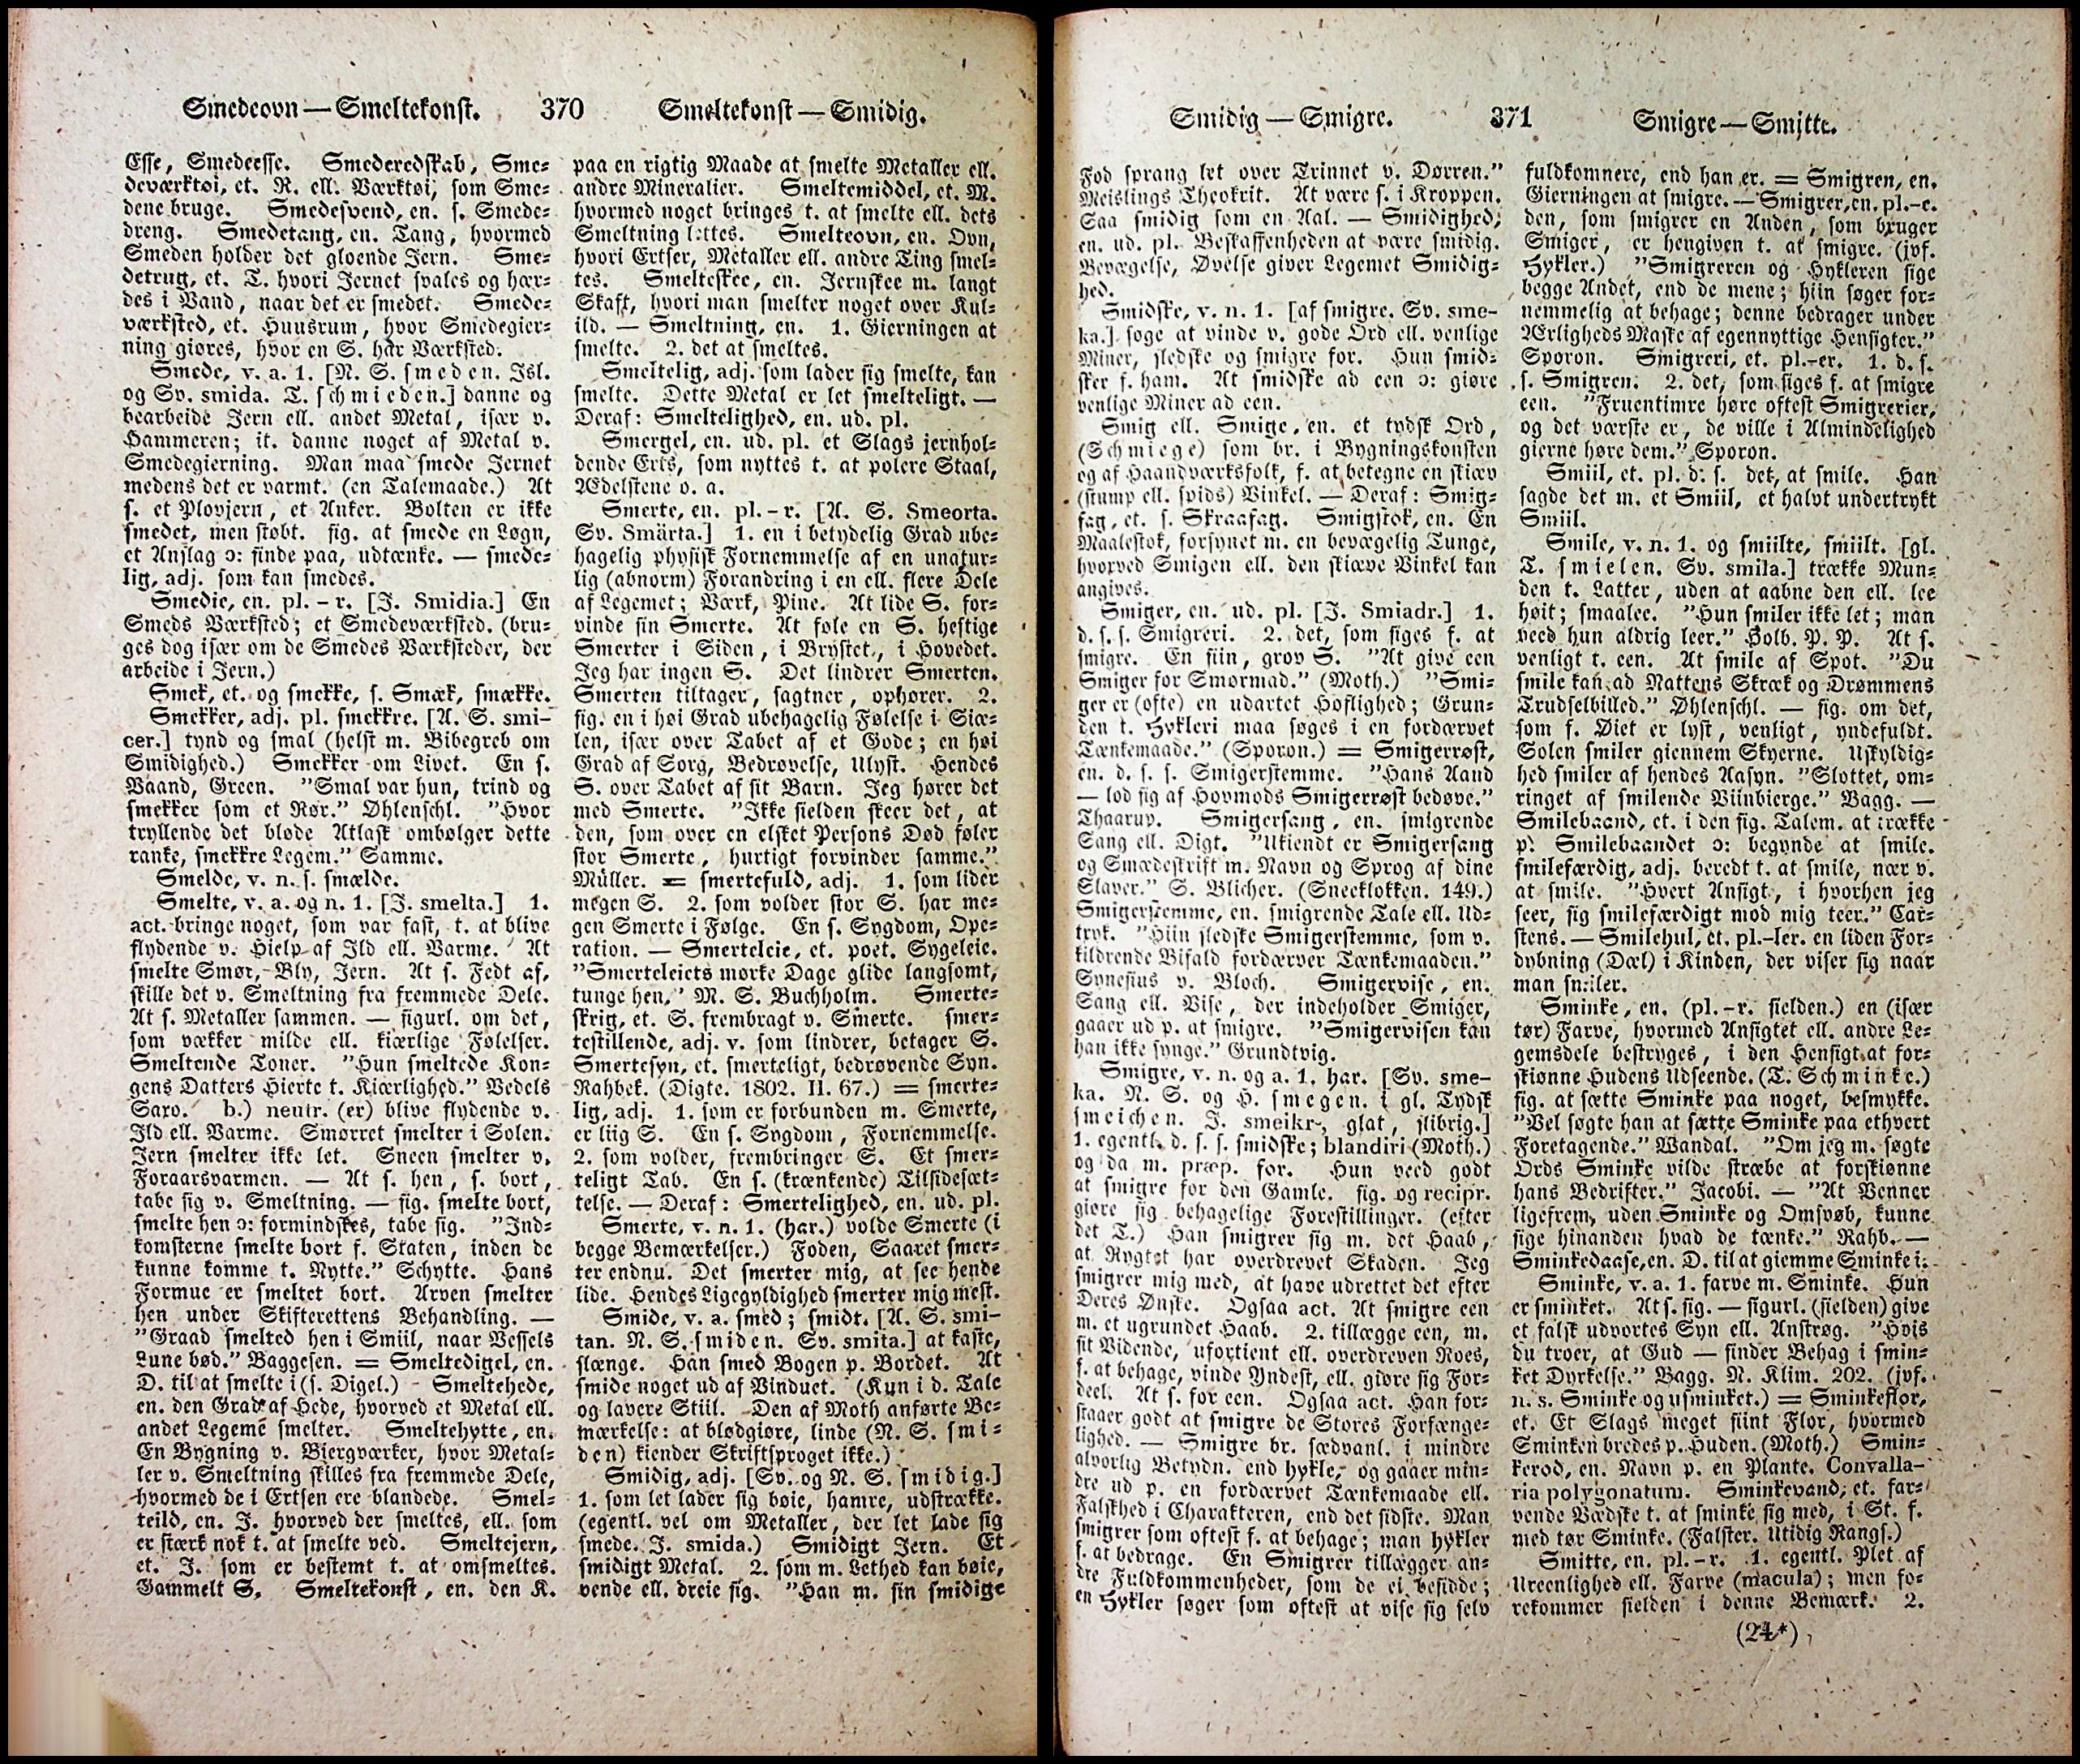 Smedeovn — Smeltekonst. 370 Smeltekonst — Smidig.
Esse, Smedeesse. Smederedskab, Sme-
deværktøi, et. R. ell. Værktøi, som Sme-
dene bruge. Smedesvend, en. s. Smede-
dreng. Smedetang, en. Tang, hvormed
Smeden holder det gloende Jern. Sme-
detrug, et. T. hvori Jernet svales og hær-
des i Vand, naar det er smedet. Smede-
værksted, et. Huusrum, hvor Smedegier-
ning giøres, hvor en S. har Værksted.
Smede, v. a. 1. [N. S. smeden. Isl.
og Sv. smida. T. schmieden.] danne og
bearbeide Jern ell. andet Metal, især v.
Hammeren; it. danne noget af Metal v.
Smedegierning. Man maa smede Jernet
medens det er varmt. (en Talemaade.) At
s. et Plovjern, et Anker. Bolten er ikke
smedet, men støbt. fig. at smede en Løgn,
et Anslag ɔ: finde paa, udtænke. — smede-
lig, adj. som kan smedes.
Smedie, en. pl. -r. [I. Smidia.] En
Smeds Værksted; et Smedeværksted. (bru-
ges dog især om de Smedes Værksteder, der
arbeide i Jern.)
Smek, et. og smekke, s. Smæk, smække.
Smekker, adj. pl. smekkre. [A. S. smi-
cer.] tynd og smal (helst m. Bibegreb om
Smidighed.) Smekker om Livet. En s.
Vaand, Green. "Smal var hun, trind og
smekker som et Rør." Øhlenschl. "Hvor
tryllende det bløde Atlask ombølger dette
ranke, smekkre Legem." Samme.
Smelde, v. n. s. smælde.
Smelte, v. a. og n. 1. [I. smelta.] 1.
act. bringe noget, som var fast, t. at blive
flydende v. Hielp af Ild ell. Varme. At
smelte Smør, Bly, Jern. At s. Fedt af,
skille det v. Smeltning fra fremmede Dele.
At s. Metaller sammen. — figurl. om det,
som vækker milde ell. kiærlige Følelser.
Smeltende Toner. "Hun smeltede Kon-
gens Datters Hierte t. Kiærlighed." Vedels
Saxo. b.) neutr. (er) blive flydende v.
Ild ell. Varme. Smørret smelter i Solen.
Jern smelter ikke let. Sneen smelter v.
Foraarsvarmen. — At s. hen, s. bort,
tabe sig v. Smeltning. — fig. smelte bort,
smelte hen ɔ: formindskes, tabe sig. "Ind-
komsterne smelte bort f. Staten, inden de
kunne komme t. Nytte." Schytte. Hans
Formue er smeltet bort. Arven smelter
hen under Skifterettens Behandling. —
"Graad smelted hen i Smiil, naar Vessels
Lune bød." Baggesen. = Smeltedigel, en.
D. til at smelte i (s. Digel.) Smeltehede,
en. den Grad af Hede, hvorved et Metal ell.
andet Legeme smelter. Smeltehytte, en.
En Bygning v. Biergværker, hvor Metal-
ler v. Smeltning skilles fra fremmede Dele,
hvormed de i Ertsen ere blandede. Smel-
teild, en. I. hvorved der smeltes, ell. som
er stærk nok t. at smelte ved. Smeltejern,
et. J. som er bestemt t. at omsmeltes.
Gammelt S. Smeltekonst, en. den K.
paa en rigtig Maade at smelte Metaller ell.
andre Mineralier. Smeltemiddel, et. M.
hvormed noget bringes t. at smelte ell. dets
Smeltning lettes. Smelteovn, en. Ovn,
hvori Ertser, Metaller ell. andre Ting smel-
tes. Smelteskee, en. Jernskee m. langt
Skaft, hvori man smelter noget over Kul-
ild. — Smeltning, en. 1. Gierningen at
smelte. 2. det at smeltes.
Smeltelig, adj. som lader sig smelte, kan
smelte. Dette Metal er let smelteligt. —
Deraf: Smeltelighed, en. ud. pl.
Smergel, en. ud. pl. et Slags jernhol-
dende Erts, som nyttes t. at polere Staal,
Ædelstene o. a.
Smerte, en. pl. -r. [A. S. Smeorta.
Sv. Smärta.] 1. en i betydelig Grad ube-
hagelig physisk Fornemmelse af en unatur-
lig (abnorm) Forandring i en ell. flere Dele
af Legemet; Værk, Pine. At lide S. for-
vinde sin Smerte. At føle en S. heftige
Smerter i Siden, i Brystet, i Hovedet.
Jeg har ingen S. Det lindrer Smerten.
Smerten tiltager, sagtner, ophører. 2.
fig. en i høi Grad ubehagelig Følelse i Siæ-
len, især over Tabet af et Gode; en høi
Grad af Sorg, Bedrøvelse, Ulyst. Hendes
S. over Tabet af sit Barn. Jeg hører det
med Smerte. "Ikke sielden skeer det, at
den, som over en elsket Persons Død føler
stor Smerte, hurtigt forvinder samme."
Müller. = smertefuld, adj. 1. som lider
megen S. 2. som volder stor S. har me-
gen Smerte i Følge. En s. Sygdom, Ope-
ration. — Smerteleie, et. poet. Sygeleie.
"Smerteleiets mørke Dage glide langsomt,
tunge hen." M. S. Buchholm. Smerte-
skrig, et. S. frembragt v. Smerte. smer-
testillende, adj. v. som lindrer, betager S.
Smertesyn, et. smerteligt, bedrøvende Syn.
Rahbek. (Digte. 1802. II. 67.) = smerte-
lig, adj. 1. som er forbunden m. Smerte,
er liig S. En s. Sygdom, Fornemmelse.
2. som volder, frembringer S. Et smer-
teligt Tab. En s. (krænkende) Tilsidesæt-
telse. — Deraf: Smertelighed, en. ud. pl.
Smerte, v. n. 1. (har.) volde Smerte (i
begge Bemærkelser.) Foden, Saaret smer-
ter endnu. Det smerter mig, at see hende
lide. Hendes Ligegyldighed smerter mig mest.
Smide, v. a. smed; smidt. [A. S. smi-
tan. N. S. smiden. Sv. smita.] at kaste,
slænge. Han smed Bogen p. Bordet. At
smide noget ud af Vinduet. (Kun i d. Tale
og lavere Stiil. Den af Moth anførte Be-
mærkelse: at blødgiøre, linde (N. S. smi-
den) kiender Skriftsproget ikke.)
Smidig, adj. [Sv. og N. S. smidig.]
1. som let lader sig bøie, hamre, udstrække.
(egentl. vel om Metaller, der let lade sig
smede. I. smida.) Smidigt Jern. Et
smidigt Metal. 2. som m. Lethed kan bøie,
vende ell. dreie sig. "Han m. sin smidige
Smidig — Smigre. 371 Smigre — Smitte.
Fod sprang let over Trinnet v. Dørren."
Meislings Theokrit. At være s. i Kroppen.
Saa smidig som en Aal. — Smidighed,
en. ud. pl. Beskaffenheden at være smidig.
Bevægelse, Øvelse giver Legemet Smidig-
hed.
Smidske, v. n. 1. [af smigre. Sv. sme-
ka.] søge at vinde v. gode Ord ell. venlige
Miner, sledske og smigre for. Hun smid-
sker f. ham. At smidske ad een ɔ: giøre
venlige Miner ad een.
Smig ell. Smige, en. et tydsk Ord,
(Schmiege) som br. i Bygningskonsten
og af Haandværksfolk, f. at betegne en skiæv
(stump ell. spids) Vinkel. — Deraf: Smig-
fag, et. s. Skraafag. Smigstok, en. En
Maalestok, forsynet m. en bevægelig Tunge,
hvorved Smigen ell. den skiæve Vinkel kan
angives.
Smiger, en. ud. pl. [I. Smiadr.] 1.
d. s. s. Smigreri. 2. det, som siges f. at
smigre. En fiin, grov S. "At give een
Smiger for Smørmad." (Moth.) "Smi-
ger er (ofte) en udartet Høflighed; Grun-
den t. Hykleri maa søges i en fordærvet
Tænkemaade." (Sporon.) = Smigerrøst,
en. d. s. s. Smigerstemme. "Hans Aand
— lod sig af Hovmods Smigerrøst bedøve."
Thaarup. Smigersang, en. smigrende
Sang ell. Digt. "Ukiendt er Smigersang
og Smædeskrift m. Navn og Sprog af dine
Slaver." S. Blicher. (Sneeklokken. 149.)
Smigerstemme, en. smigrende Tale ell. Ud-
tryk. "Hiin sledske Smigerstemme, som v.
kildrende Bifald fordærver Tænkemaaden."
Synesius v. Bloch. Smigervise, en.
Sang ell. Vise, der indeholder Smiger,
gaaer ud p. at smigre. "Smigervisen kan
han ikke synge." Grundtvig.
Smigre, v. n. og a. 1. har. [Sv. sme-
ka. N. S. og H. smegen. i gl. Tydsk
smeichen. I. smeikr, glat, slibrig.]
1. egentl. d. s. s. smidske; blandiri (Moth.)
og da m. præp. for. Hun veed godt
at smigre for den Gamle. fig. og recipr.
giøre sig behagelige Forestillinger. (efter
det T.) Han smigrer sig m. det Haab,
at Rygtet har overdrevet Skaden. Jeg
smigrer mig med, at have udrettet det efter
Deres Ønske. Ogsaa act. At smigre een
m. et ugrundet Haab. 2. tillægge een, m.
sit Vidende, ufortient ell. overdreven Roes,
f. at behage, vinde Yndest, ell. giøre sig For-
deel. At s. for een. Ogsaa act. Han for-
staaer godt at smigre de Stores Forfænge-
lighed. — Smigre br. sædvanl. i mindre
alvorlig Betydn. end hykle, og gaaer min-
dre ud p. en fordærvet Tænkemaade ell.
Falskhed i Charakteren, end det sidste. Man
smigrer som oftest f. at behage; man hykler
f. at bedrage. En Smigrer tillægger an-
dre Fuldkommenheder, som de ei besidde;
en Hykler søger som oftest at vise sig selv
fuldkomnere, end han er. = Smigren, en.
Gierningen at smigre. — Smigrer, en. pl. -e.
den, som smigrer en Anden, som bruger
Smiger, er hengiven t. at smigre. (jvf.
Hykler.) "Smigreren og Hykleren sige
begge Andet, end de mene; hiin søger for-
nemmelig at behage; denne bedrager under
Ærligheds Maske af egennyttige Hensigter."
Sporon. Smigreri, et. pl. -er. 1. d. s.
s. Smigren. 2. det, som siges f. at smigre
een. "Fruentimre høre oftest Smigrerier,
og det værste er, de ville i Almindelighed
gierne høre dem." Sporon.
Smiil, et. pl. d. s. det, at smile. Han
sagde det m. et Smiil, et halvt undertrykt
Smiil.
Smile, v. n. 1. og smiilte, smiilt. [gl.
T. smielen. Sv. smila.] trække Mun-
den t. Latter, uden at aabne den ell. lee
høit; smaalee. "Hun smiler ikke let; man
veed hun aldrig leer." Holb. P. P. At s.
venligt t. een. At smile af Spot. "Du
smile kan ad Nattens Skræk og Drømmens
Trudselbilled." Øhlenschl. — fig. om det,
som f. Øiet er lyst, venligt, yndefuldt.
Solen smiler giennem Skyerne. Uskyldig-
hed smiler af hendes Aasyn. "Slottet, om-
ringet af smilende Viinbierge." Bagg. —
Smilebaand, et. i den fig. Talem. at trække
p. Smilebaandet ɔ: begynde at smile.
smilefærdig, adj. beredt t. at smile, nær v.
at smile. "Hvert Ansigt, i hvorhen jeg
seer, sig smilefærdigt mod mig teer." Car-
stens. — Smilehul, et. pl. -ler. en liden For-
dybning (Dæl) i Kinden, der viser sig naar
man smiler.
Sminke, en. (pl. -r. sielden.) en (især
tør) Farve, hvormed Ansigtet ell. andre Le-
gemsdele bestryges, i den Hensigt at for-
skiønne Hudens Udseende. (T. Schminke.)
fig. at sætte Sminke paa noget, besmykke.
"Vel søgte han at sætte Sminke paa ethvert
Foretagende." Wandal. "Om jeg m. søgte
Ords Sminke vilde stræbe at forskiønne
hans Bedrifter." Jacobi. — "At Venner
ligefrem, uden Sminke og Omsvøb, kunne
sige hinanden hvad de tænke." Rahb. —
Sminkedaase, en. D. til at giemme Sminke i.
Sminke, v. a. 1. farve m. Sminke. Hun
er sminket. At s. sig. — figurl. (sielden) give
et falsk udvortes Syn ell. Anstrøg. "Hvis
du troer, at Gud — finder Behag i smin-
ket Dyrkelse." Bagg. N. Klim. 202. (jvf.
n. s. Sminke og usminket.) = Sminkeflor,
et. Et Slags meget fiint Flor, hvormed
Sminken bredes p. Huden. (Moth.) Smin-
kerod, en. Navn p. en Plante. Convalla-
ria polygonatum. Sminkevand, et. far-
vende Vædske t. at sminke sig med, i St. f.
med tør Sminke. (Falster. Utidig Rangs.)
Smitte, en. pl. -r. 1. egentl. Plet af
Ureenlighed ell. Farve (macula); men fo-
rekommer sielden i denne Bemærk. 2.
(24*)